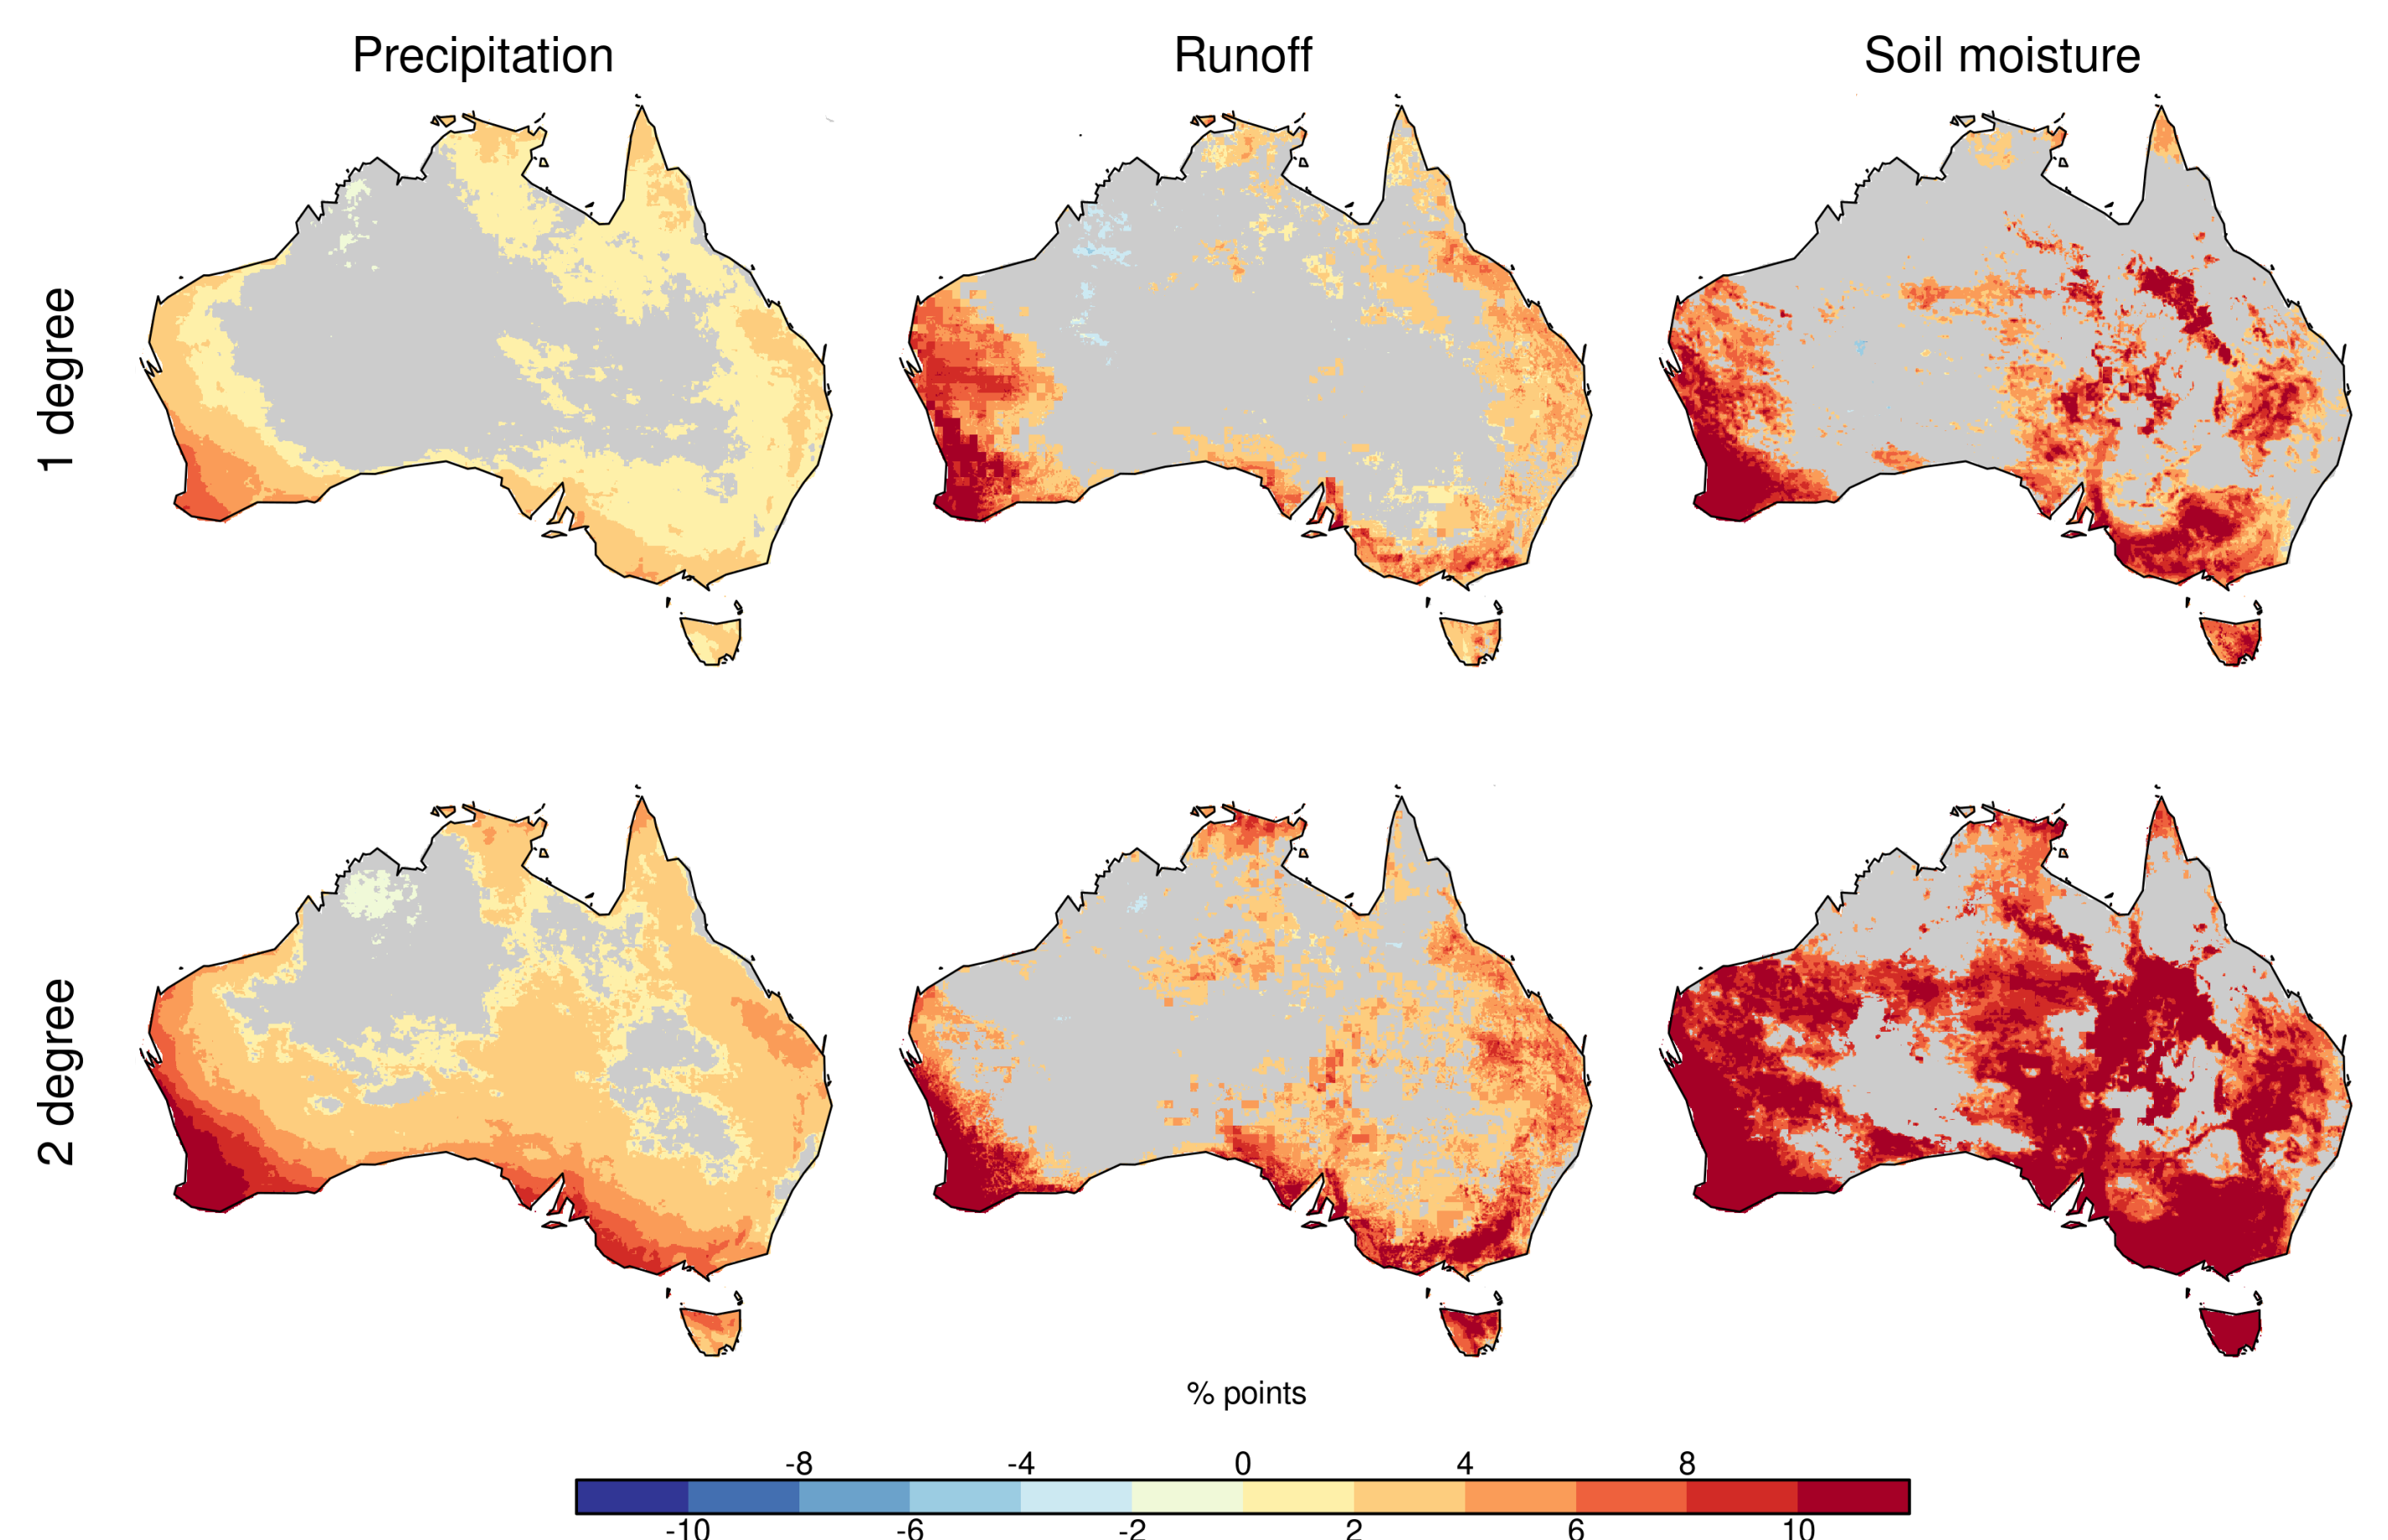 Precipitation Runoff Soil moisture
1 degree
2 degree
% points
-8 -4 0 4 8
-10 -6 -2 2 6 10